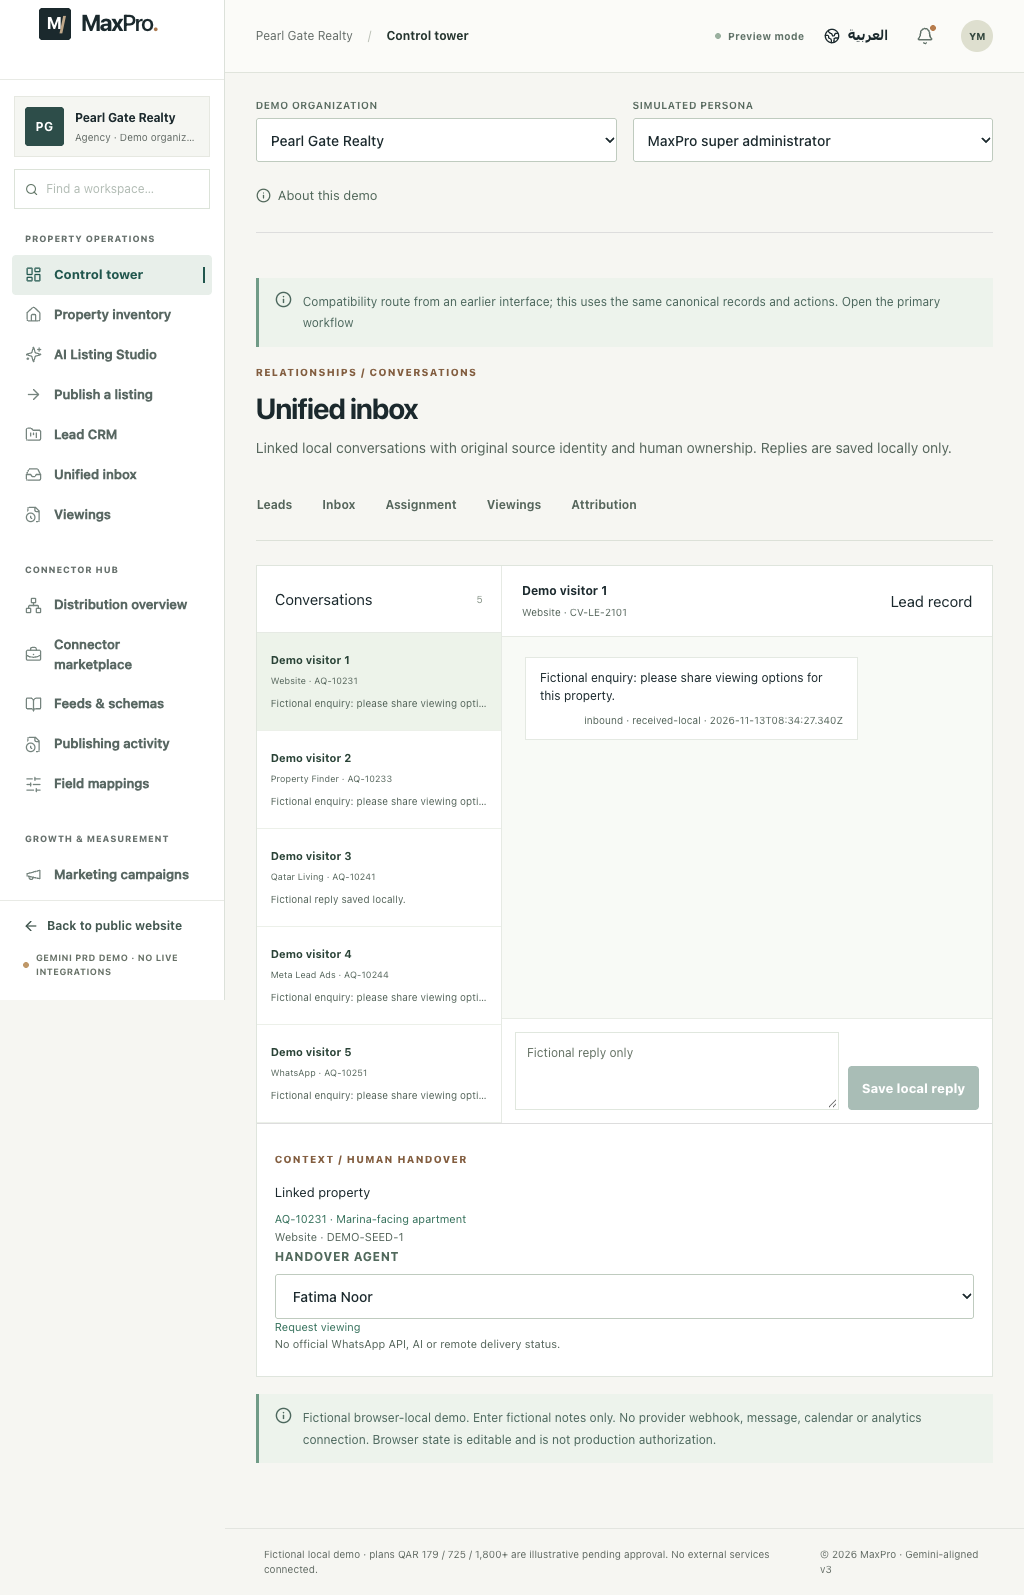 M/ MaxPro.
PG
Pearl Gate Realty
Agency · Demo organiz...
Find a workspace...
PROPERTY OPERATIONS
Control tower
Property inventory
AI Listing Studio
Publish a listing
Lead CRM
Unified inbox
Viewings
CONNECTOR HUB
Distribution overview
Connector
marketplace
Feeds & schemas
Publishing activity
Field mappings
GROWTH & MEASUREMENT
Marketing campaigns
Back to public website
GEMINI PRD DEMO · NO LIVE
INTEGRATIONS
Pearl Gate Realty / Control tower
Preview mode
العربية
YM
DEMO ORGANIZATION
Pearl Gate Realty
SIMULATED PERSONA
MaxPro super administrator
About this demo
Compatibility route from an earlier interface; this uses the same canonical records and actions. Open the primary
workflow
RELATIONSHIPS / CONVERSATIONS
Unified inbox
Linked local conversations with original source identity and human ownership. Replies are saved locally only.
Leads Inbox Assignment Viewings Attribution
Conversations 5
Demo visitor 1
Website · AQ-10231
Fictional enquiry: please share viewing opti...
Demo visitor 2
Property Finder · AQ-10233
Fictional enquiry: please share viewing opti...
Demo visitor 3
Qatar Living · AQ-10241
Fictional reply saved locally.
Demo visitor 4
Meta Lead Ads · AQ-10244
Fictional enquiry: please share viewing opti...
Demo visitor 5
WhatsApp · AQ-10251
Fictional enquiry: please share viewing opti...
Demo visitor 1
Website · CV-LE-2101
Lead record
Fictional enquiry: please share viewing options for
this property.
inbound · received-local · 2026-11-13T08:34:27.340Z
Fictional reply only
Save local reply
CONTEXT / HUMAN HANDOVER
Linked property
AQ-10231 · Marina-facing apartment
Website · DEMO-SEED-1
HANDOVER AGENT
Fatima Noor
Request viewing
No official WhatsApp API, AI or remote delivery status.
Fictional browser-local demo. Enter fictional notes only. No provider webhook, message, calendar or analytics
connection. Browser state is editable and is not production authorization.
Fictional local demo · plans QAR 179 / 725 / 1,800+ are illustrative pending approval. No external services
connected.
© 2026 MaxPro · Gemini-aligned
v3